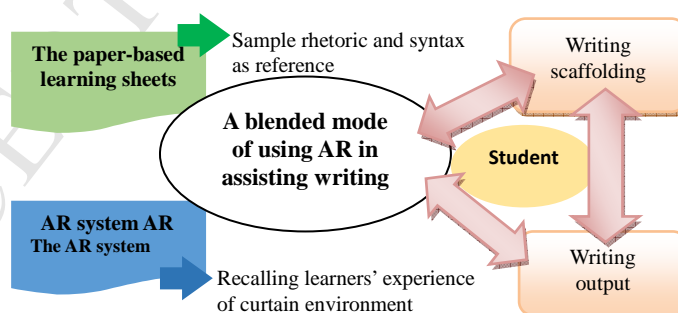 The paper-based
learning sheets
Sample rhetoric and syntax
as reference
Writing
scaffolding
A blended mode
of using AR in
assisting writing
Student
AR system AR
The AR system
Recalling learners' experience
of curtain environment
Writing
output